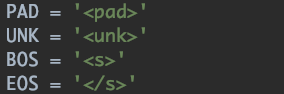 PAD = '<pad>'
UNK = '<unk>'
BOS = '<s>'
EOS = '</s>'